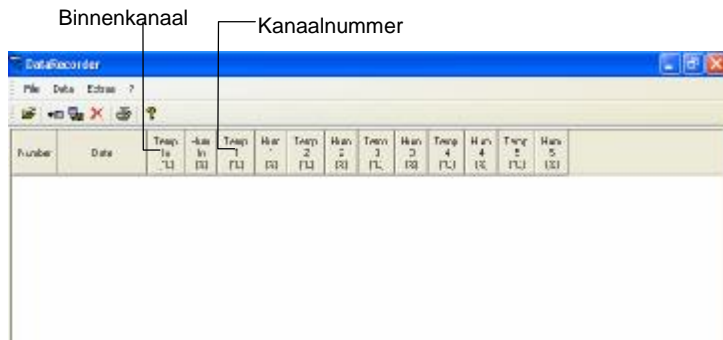 Binnenkanaal
Kanaalnummer
DataRecorder
File Data Extras ?
Number Date Temp In [°C] Hum In [%] Temp 1 [°C] Hum [%] Temp 2 [°C] Hum 2 [%] Temp 3 [°C] Hum 3 [%] Temp 4 [°C] Hum 4 [%] Temp 5 [°C] Hum 5 [%]